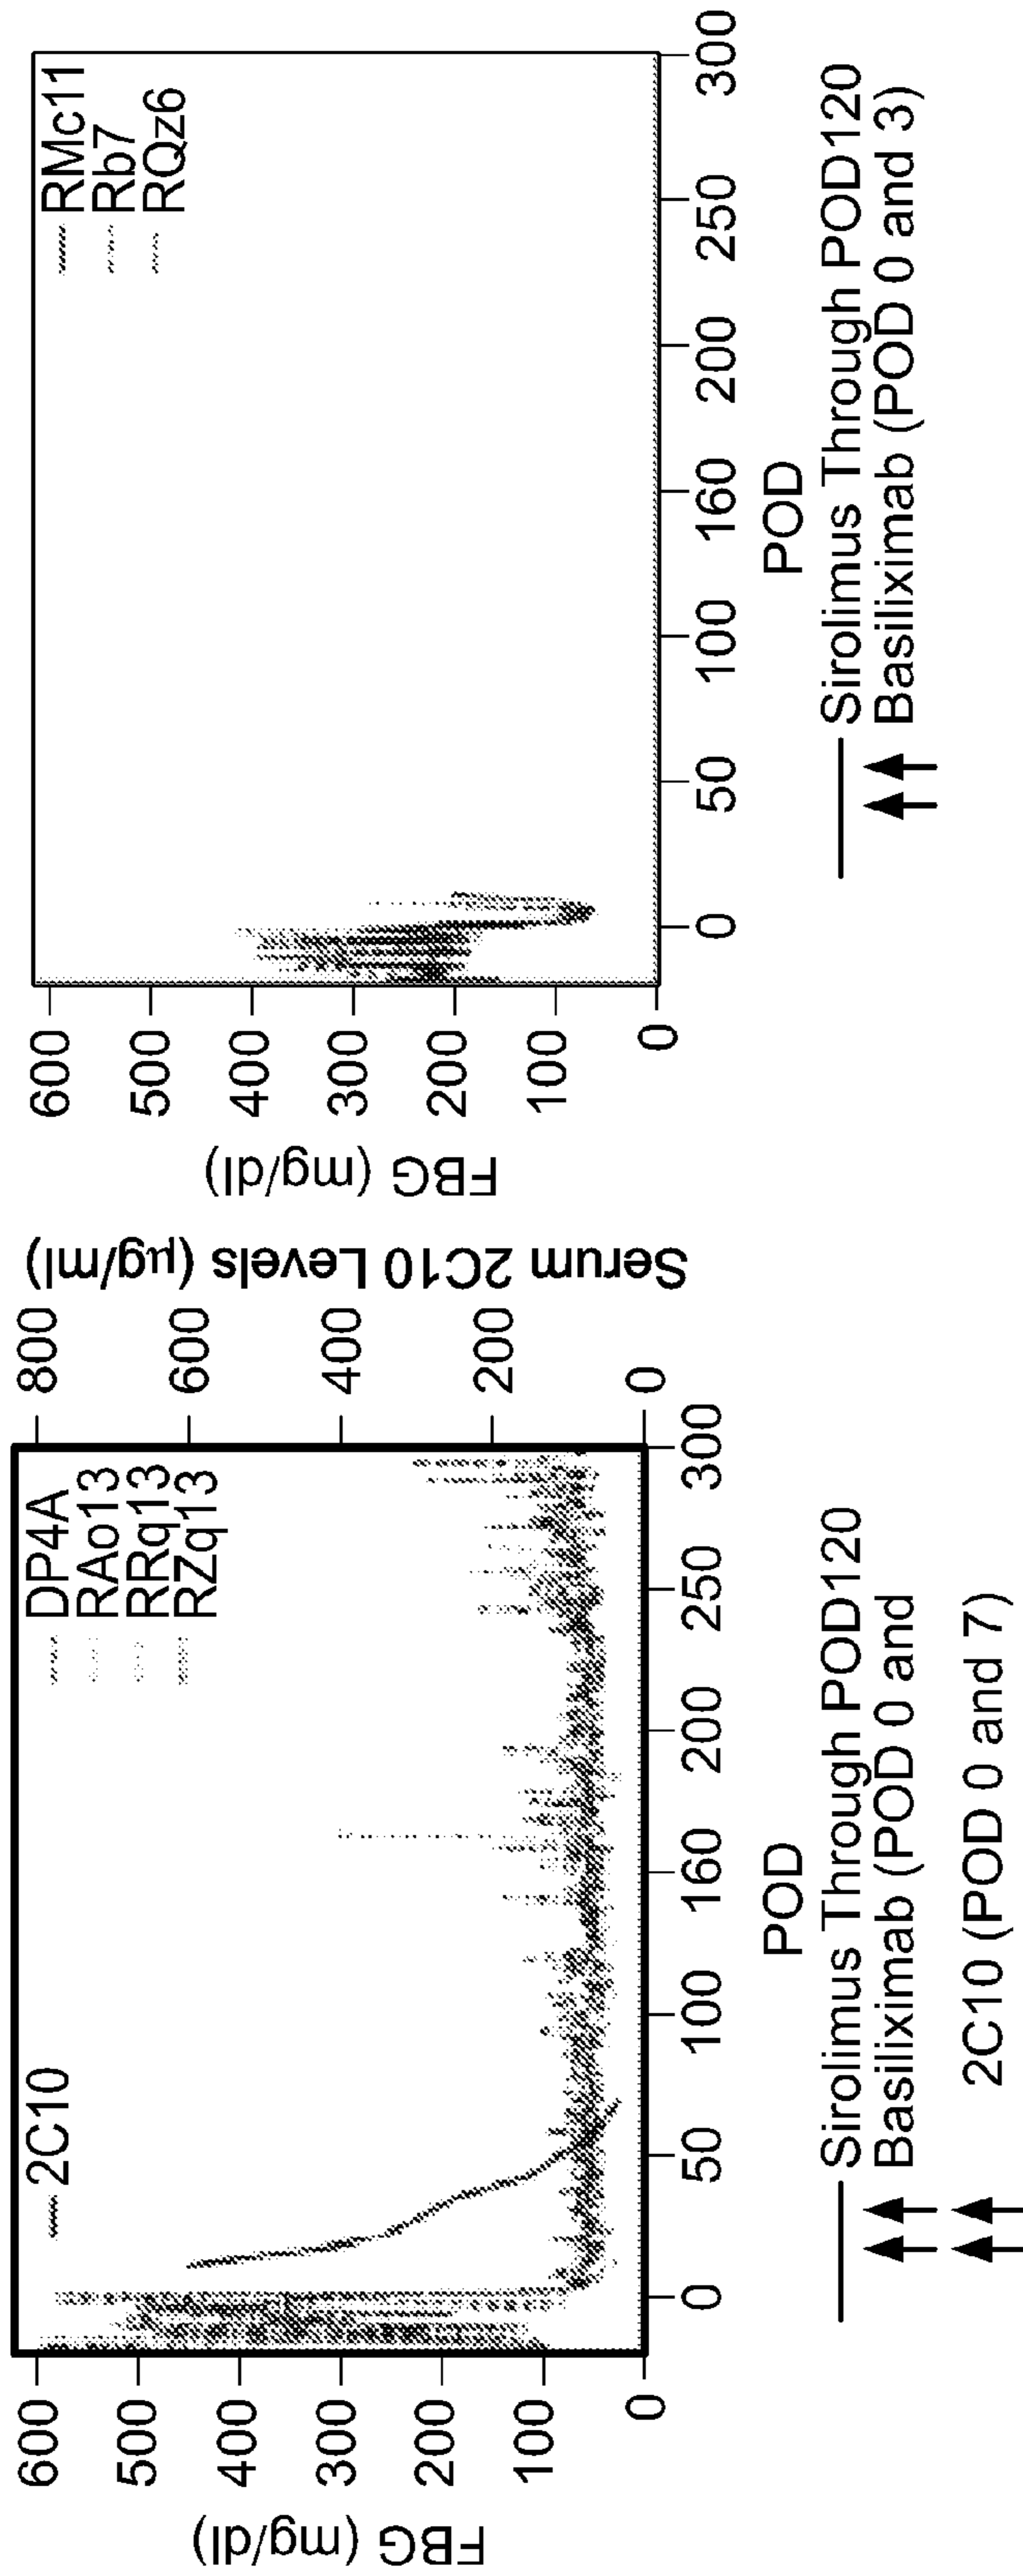 2C10
DP4A
RAo13
RRq13
RZq13
600
500
400
300
200
100
0
FBG (mg/dl)
800
600
400
200
0
Serum 2C10 Levels (µg/ml)
0
50
100
160
200
250
300
POD
Sirolimus Through POD120
Basiliximab (POD 0 and
2C10 (POD 0 and 7)
RMc11
Rb7
RQz6
600
500
400
300
200
100
0
FBG (mg/dl)
0
50
100
160
200
250
300
POD
Sirolimus Through POD120
Basiliximab (POD 0 and 3)